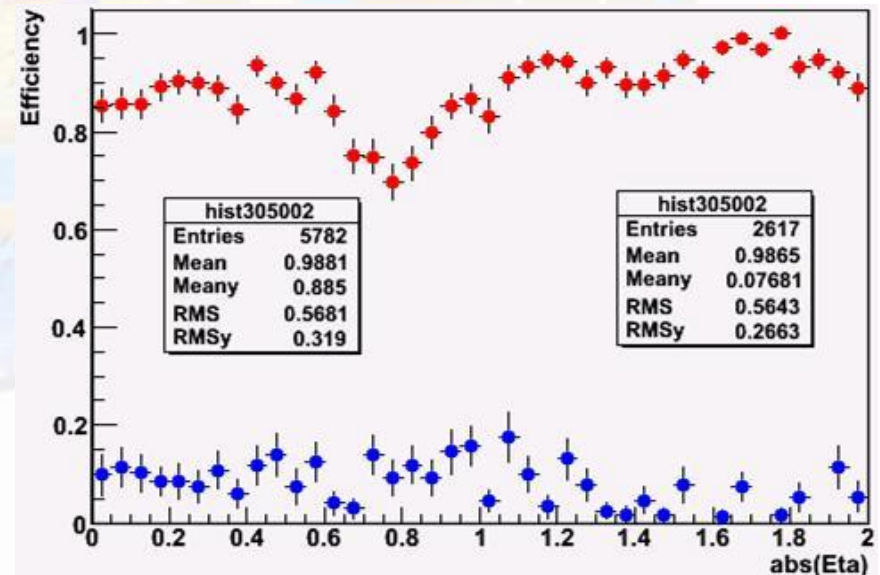 Efficiency
1
0.8
0.6
0.4
0.2
0
hist305002
Entries 5782
Mean 0.9881
Meany 0.885
RMS 0.5681
RMSy 0.319
hist305002
Entries 2617
Mean 0.9865
Meany 0.07681
RMS 0.5643
RMSy 0.2663
0 0.2 0.4 0.6 0.8 1 1.2 1.4 1.6 1.8 2
abs(Eta)